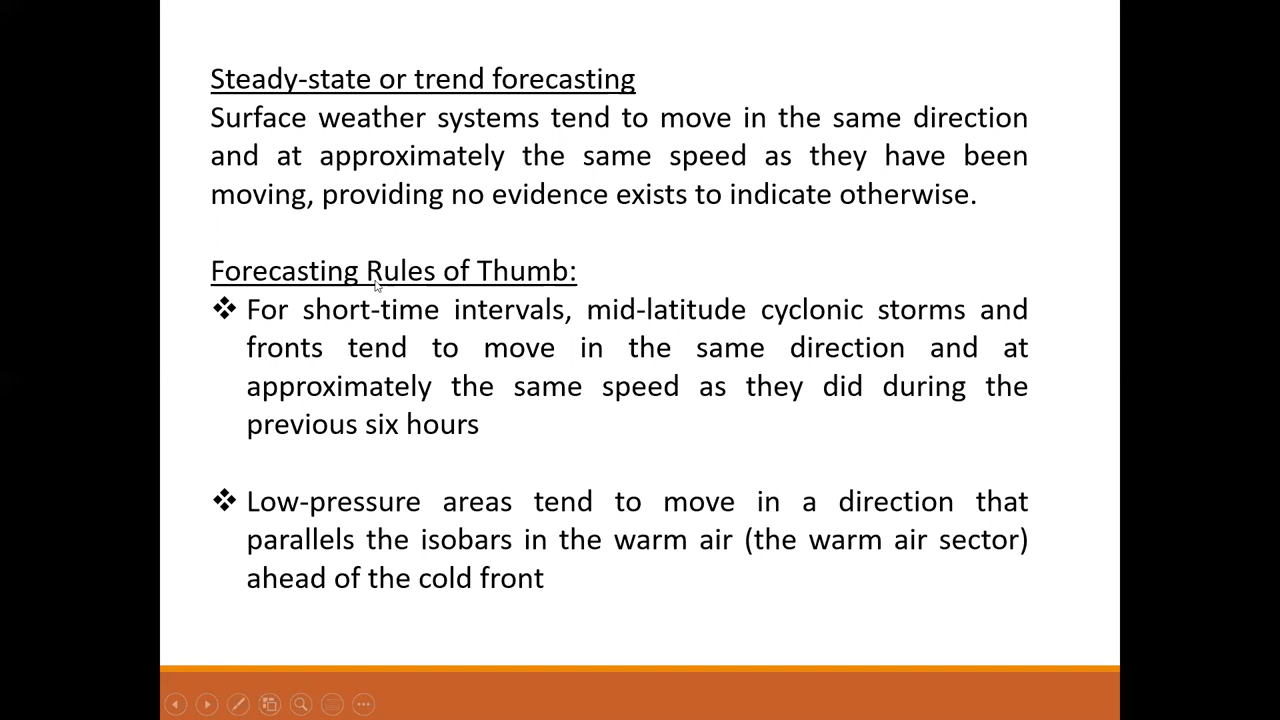 Steady-state or trend forecasting
Surface weather systems tend to move in the same direction
and at approximately the same speed as they have been
moving, providing no evidence exists to indicate otherwise.
Forecasting Rules of Thumb:
❖ For short-time intervals, mid-latitude cyclonic storms and
fronts tend to move in the same direction and at
approximately the same speed as they did during the
previous six hours
❖ Low-pressure areas tend to move in a direction that
parallels the isobars in the warm air (the warm air sector)
ahead of the cold front